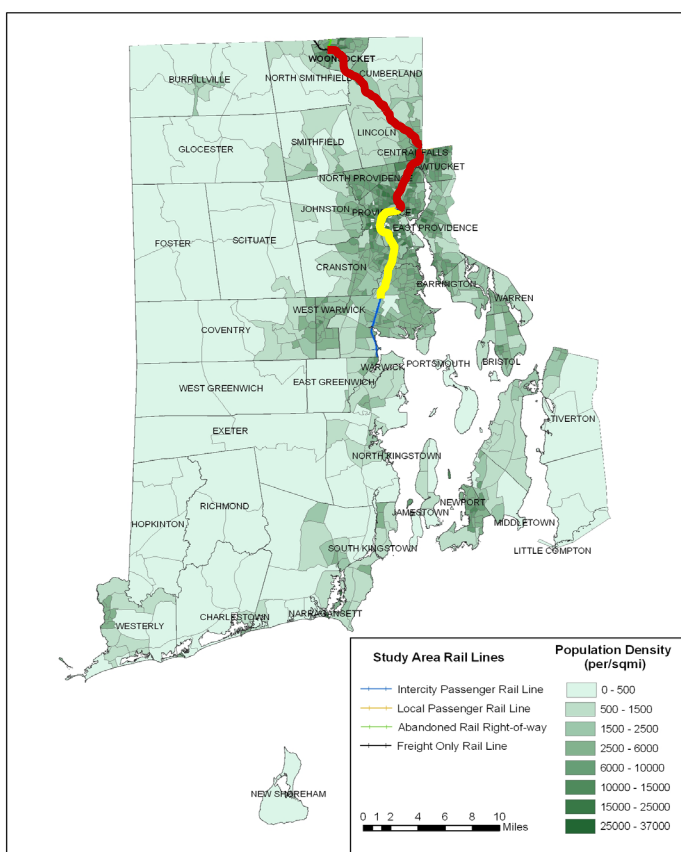 WOONSOCKET
CUMBERLAND
NORTH SMITHFIELD
BURRILLVILLE
LINCOLN
SMITHFIELD
GLOCESTER
CENTRAL FALLS
PAWTUCKET
NORTH PROVIDENCE
JOHNSTON
PROVIDENCE
EAST PROVIDENCE
FOSTER
SCITUATE
CRANSTON
BARRINGTON
WARREN
WEST WARWICK
COVENTRY
BRISTOL
PORTSMOUTH
WARWICK
EAST GREENWICH
WEST GREENWICH
TIVERTON
EXETER
NORTH KINGSTOWN
NEWPORT
RICHMOND
JAMESTOWN
MIDDLETOWN
HOPKINTON
SOUTH KINGSTOWN
LITTLE COMPTON
NARRAGANSETT
CHARLESTOWN
WESTERLY
NEW SHOREHAM
Study Area Rail Lines
Intercity Passenger Rail Line
Local Passenger Rail Line
Abandoned Rail Right-of-way
Freight Only Rail Line
0 1 2 4 6 8 10
Miles
Population Density
(per/sqmi)
0 - 500
500 - 1500
1500 - 2500
2500 - 6000
6000 - 10000
10000 - 15000
15000 - 25000
25000 - 37000